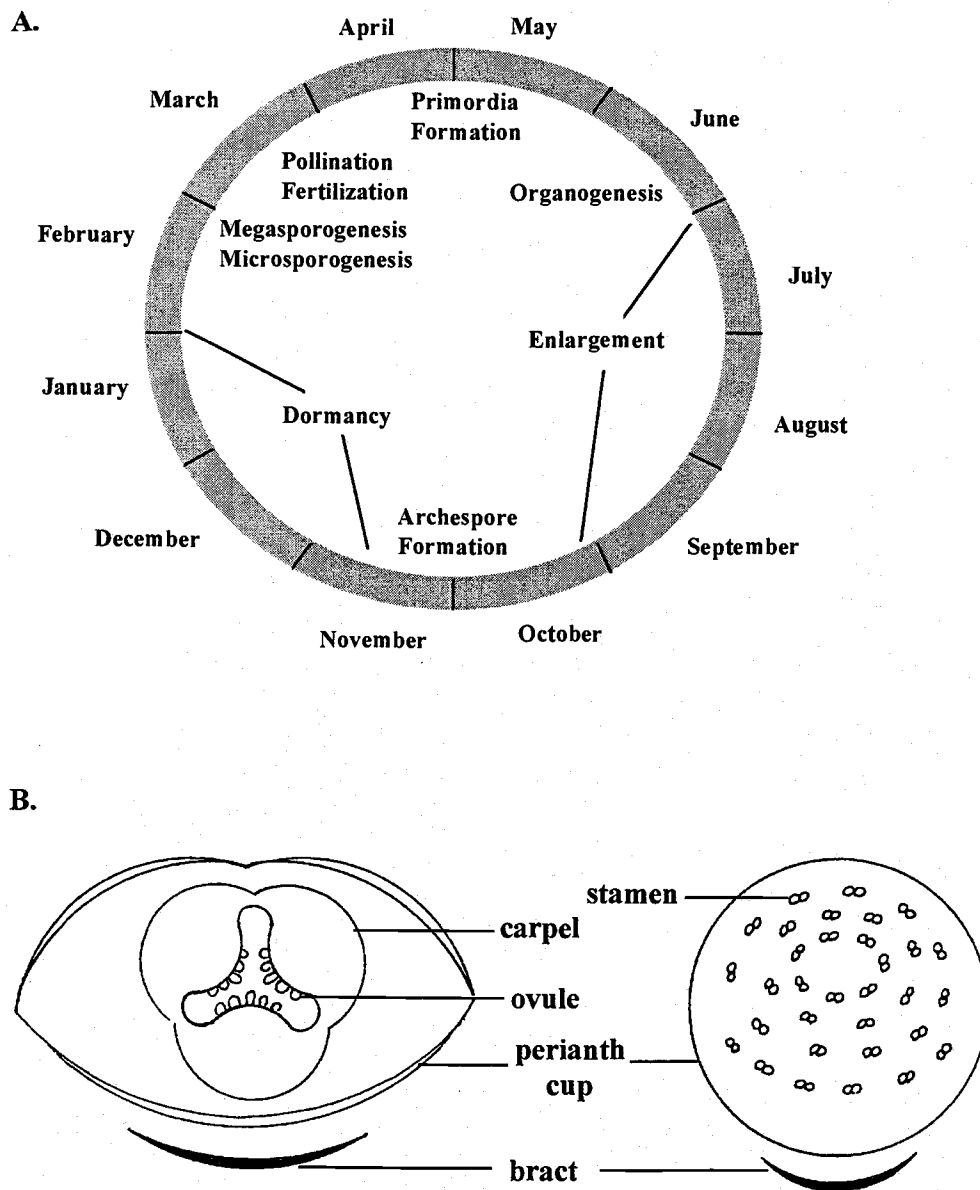 A.
April
May
March
June
Primordia
Formation
Pollination
Fertilization
Organogenesis
February
Megasporogenesis
Microsporogenesis
July
Enlargement
January
Dormancy
August
Archespore
Formation
December
September
November
October
B.
stamen
carpel
ovule
perianth
cup
bract